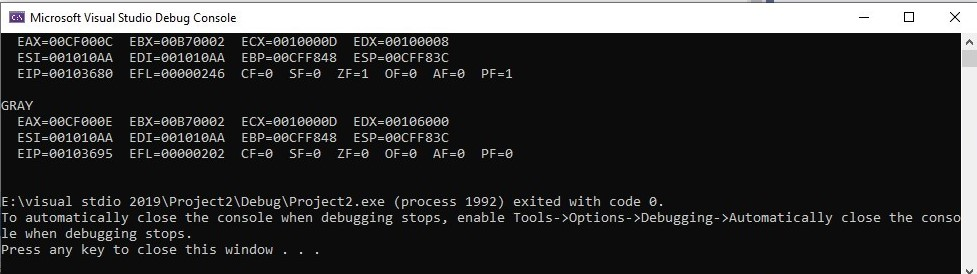 Microsoft Visual Studio Debug Console
EAX=00CF000C EBX=00B70002 ECX=0010000D EDX=00100008
ESI=001010AA EDI=001010AA EBP=00CFF848 ESP=00CFF83C
EIP=00103680 EFL=00000246 CF=0 SF=0 ZF=1 OF=0 AF=0 PF=1
GRAY
EAX=00CF000E EBX=00B70002 ECX=0010000D EDX=00106000
ESI=001010AA EDI=001010AA EBP=00CFF848 ESP=00CFF83C
EIP=00103695 EFL=00000202 CF=0 SF=0 ZF=0 OF=0 AF=0 PF=0
E:\visual stdio 2019\Project2\Debug\Project2.exe (process 1992) exited with code 0.
To automatically close the console when debugging stops, enable Tools->Options->Debugging->Automatically close the conso
le when debugging stops.
Press any key to close this window . . .